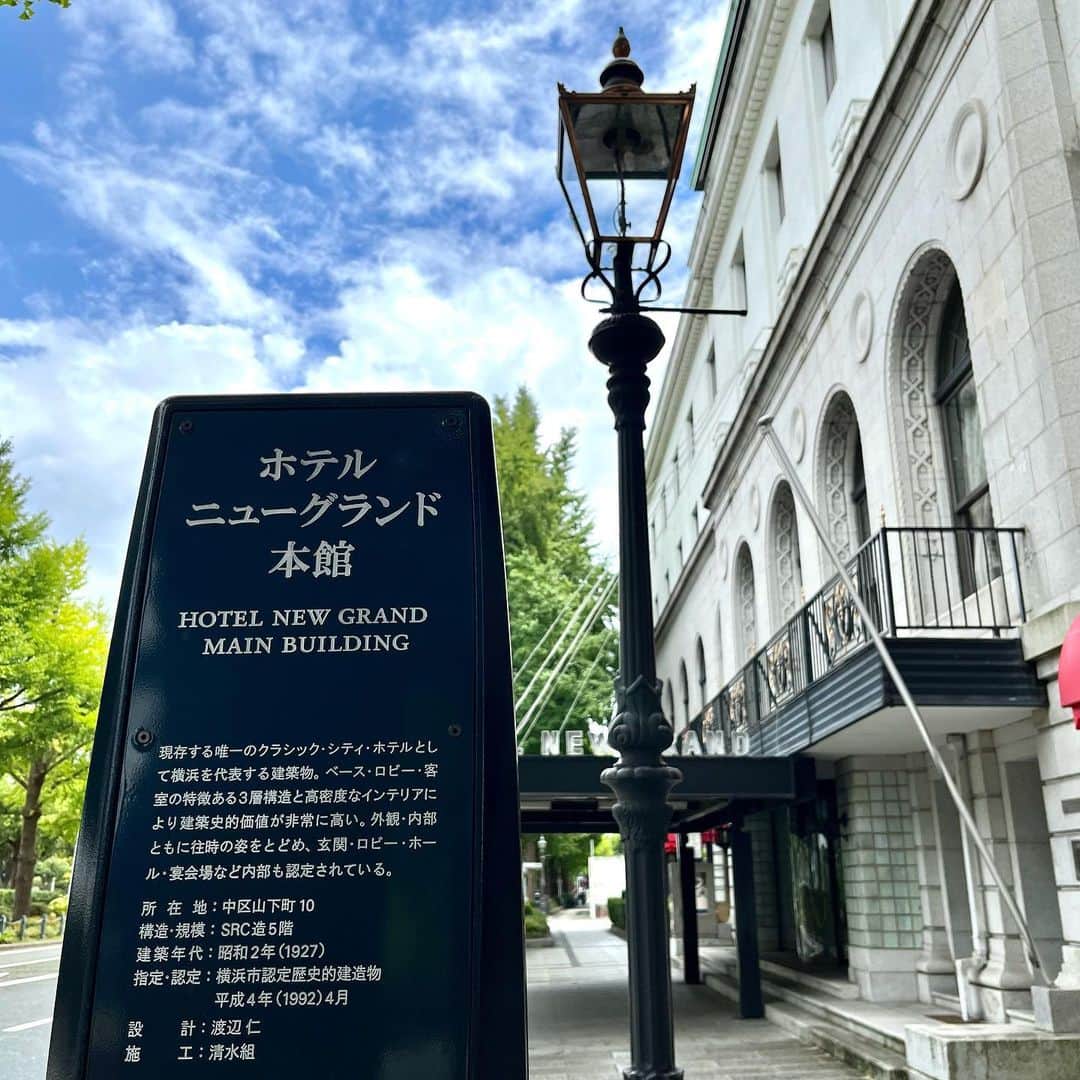 ホテル
ニューグランド
本館
HOTEL NEW GRAND
MAIN BUILDING
現存する唯一のクラシック・シティ・ホテルとし
て横浜を代表する建築物。ベース・ロビー・客
室の特徴ある3層構造と高密度なインテリアに
より建築史的価値が非常に高い。外観・内部
ともに往時の姿をとどめ、玄関・ロビー・ホー
ル・宴会場など内部も認定されている。
所在地：中区山下町10
構造・規模：SRC造5階
建築年代：昭和2年（1927）
指定・認定：横浜市認定歴史的建造物
平成4年（1992）4月
設計：渡辺 仁
施工：清水組
NEW GRAND